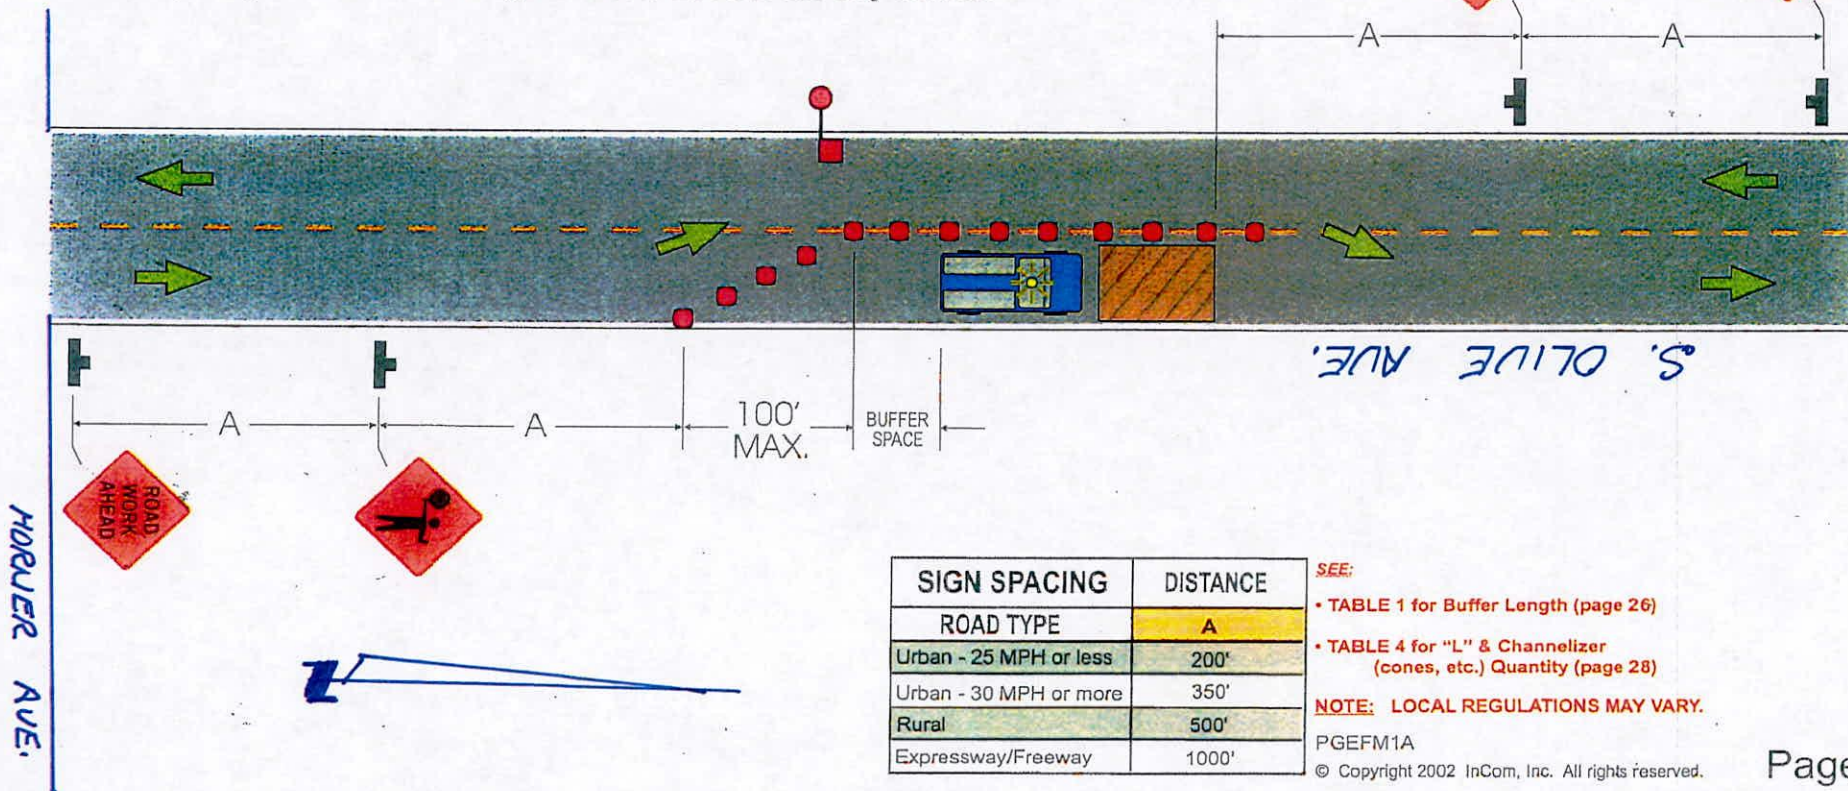 A
A
S. OLIVE AVE.
A
A
100'
MAX.
BUFFER
SPACE
ROAD
WORK
AHEAD
HORNER AVE.
N
SIGN SPACING DISTANCE
ROAD TYPE A
Urban - 25 MPH or less 200'
Urban - 30 MPH or more 350'
Rural 500'
Expressway/Freeway 1000'
SEE:
• TABLE 1 for Buffer Length (page 26)
• TABLE 4 for "L" & Channelizer
(cones, etc.) Quantity (page 28)
NOTE: LOCAL REGULATIONS MAY VARY.
PGEFM1A
© Copyright 2002 InCom, Inc. All rights reserved.
Page